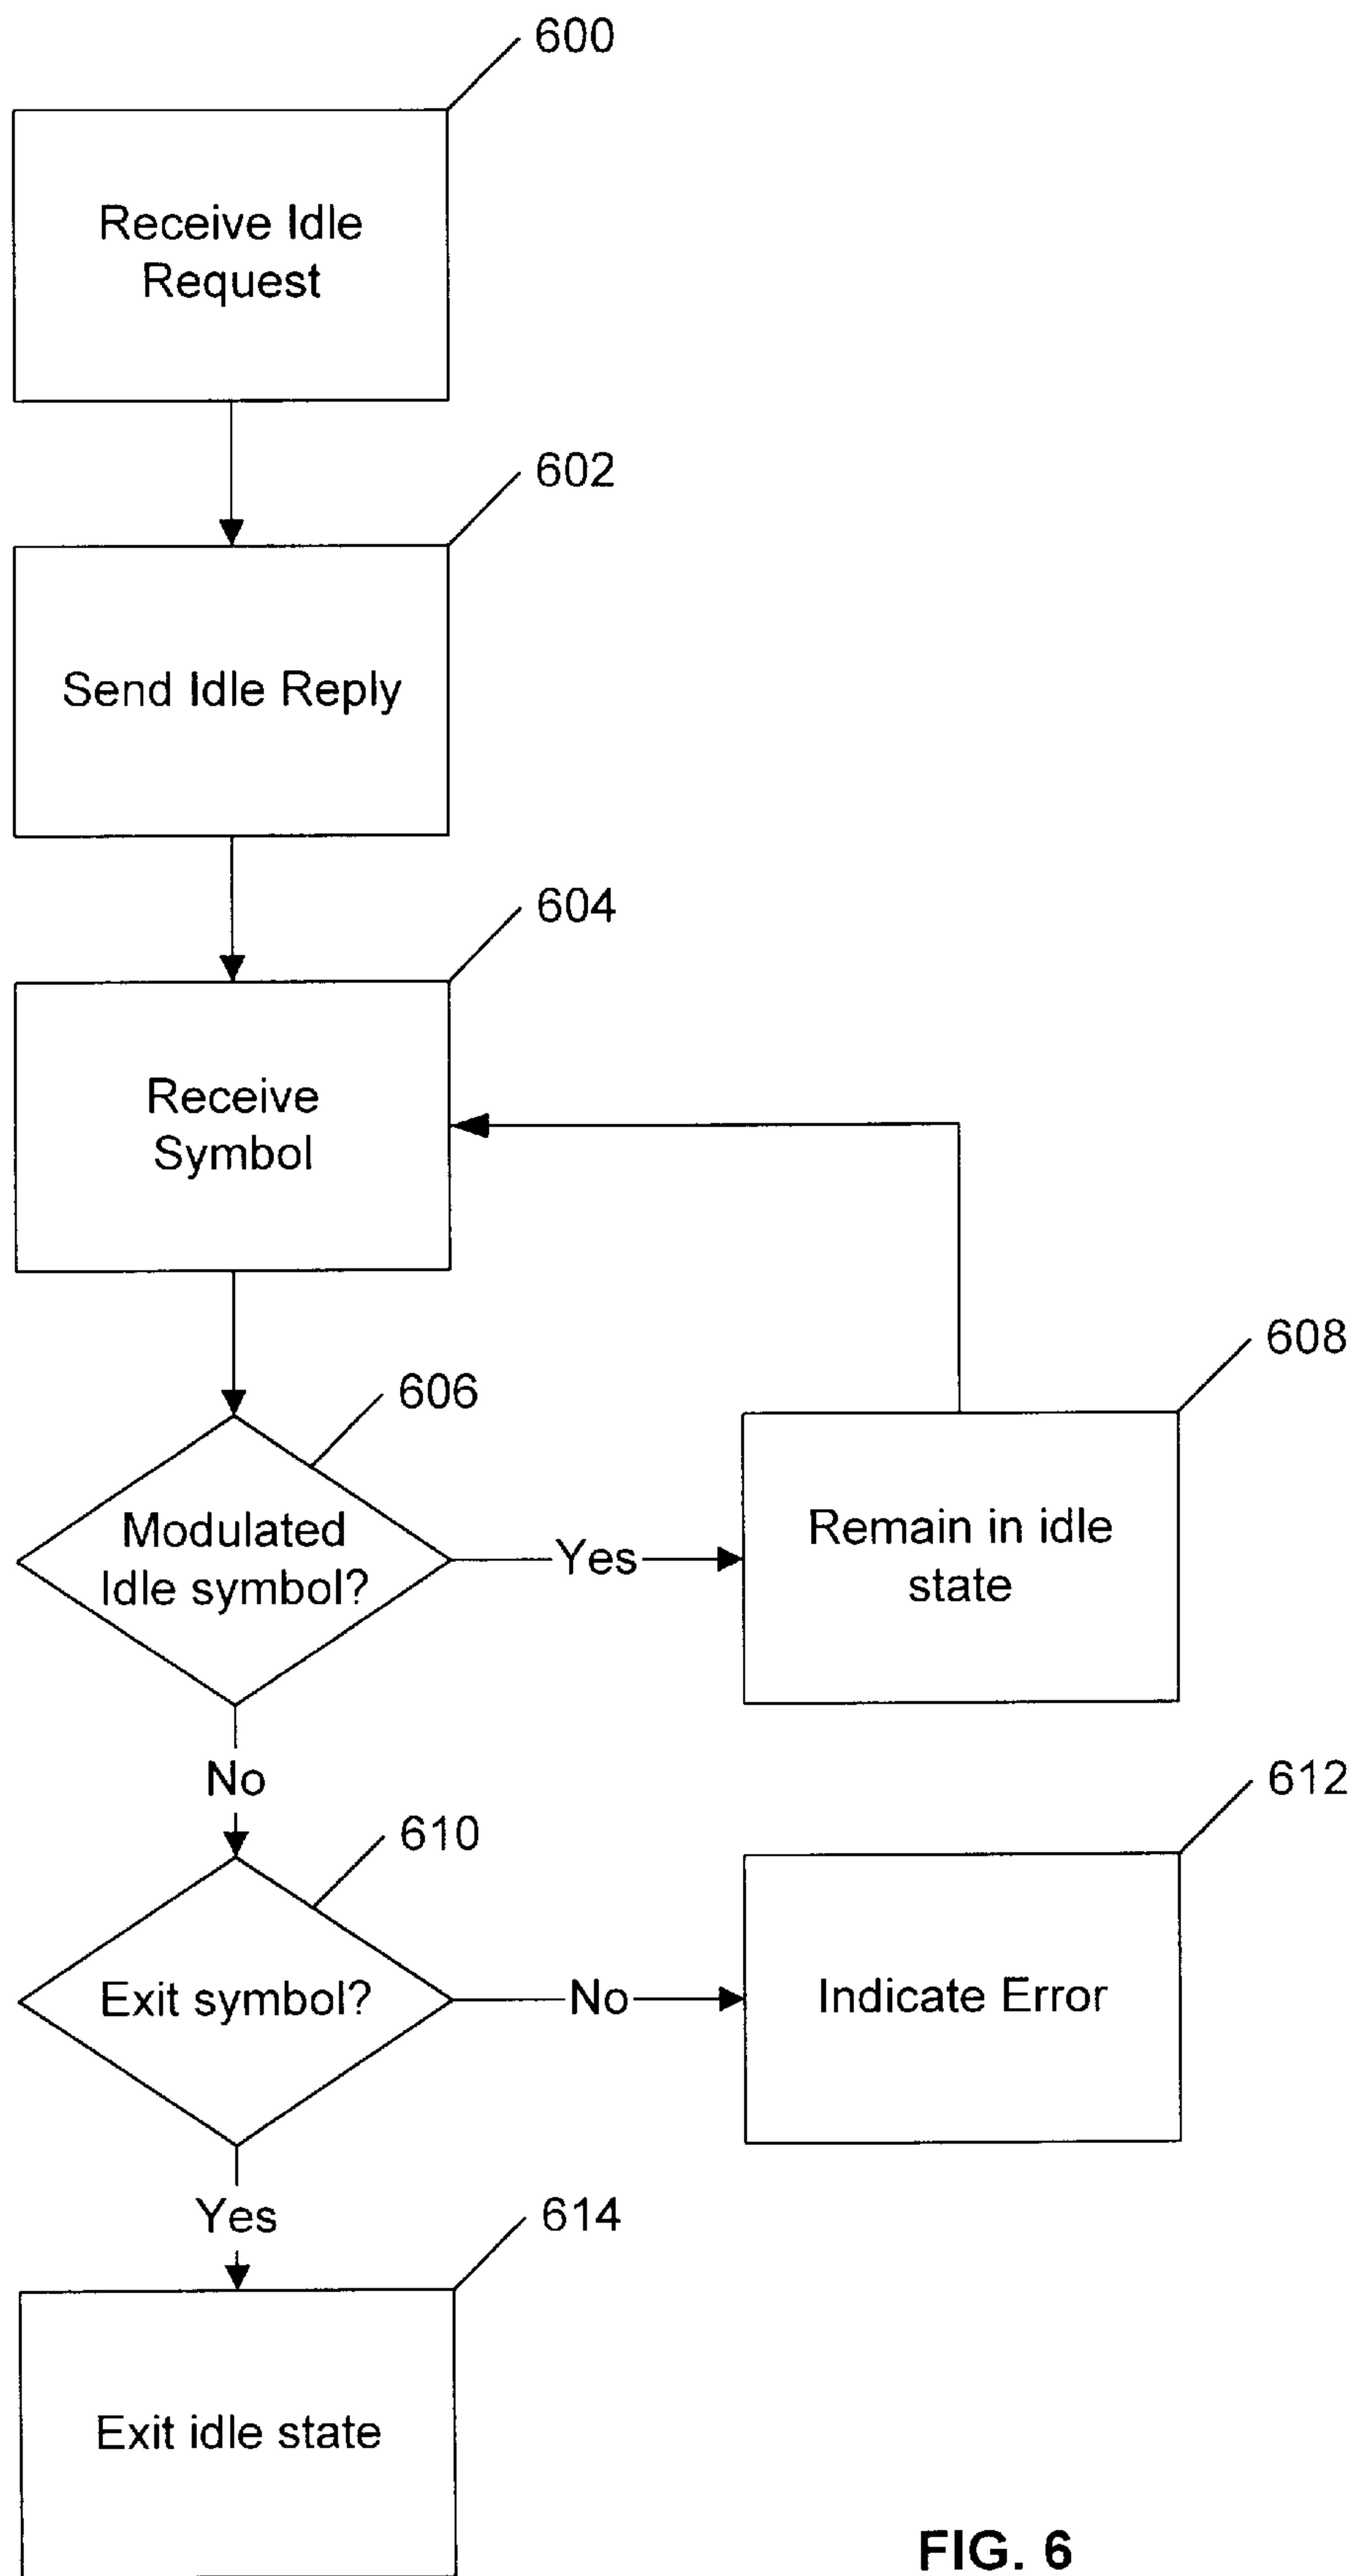 600
Receive Idle
Request
602
Send Idle Reply
604
Receive
Symbol
606
Modulated
Idle symbol?
Yes
608
Remain in idle
state
No
610
Exit symbol?
No
612
Indicate Error
Yes
614
Exit idle state
FIG. 6